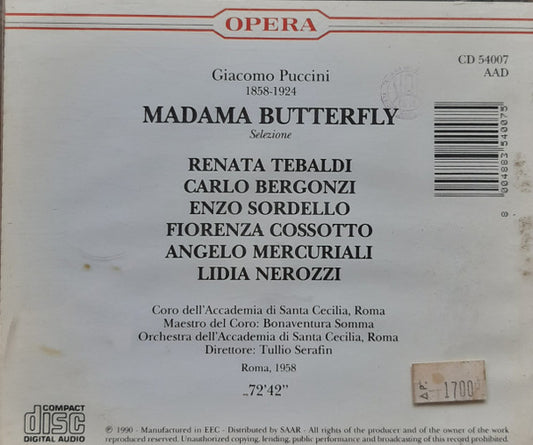 OPERA
CD 54007
AAD
Giacomo Puccini
1858-1924
MADAMA BUTTERFLY
Selezione
RENATA TEBALDI
CARLO BERGONZI
ENZO SORDELLO
FIORENZA COSSOTTO
ANGELO MERCURIALI
LIDIA NEROZZI
8 004883 540075
Coro dell'Accademia di Santa Cecilia, Roma
Maestro del Coro: Bonaventura Somma
Orchestra dell'Accademia di Santa Cecilia, Roma
Direttore: Tullio Serafin
Roma, 1958
72'42"
Δ P. 1700
COMPACT
disc
DIGITAL AUDIO
℗ 1990 - Manufactured in EEC - Distributed by SAAR - All rights of the producer and of the owner of the work
reproduced reserved. Unauthorized copying, lending, public performance and broadcasting of this record prohibited.